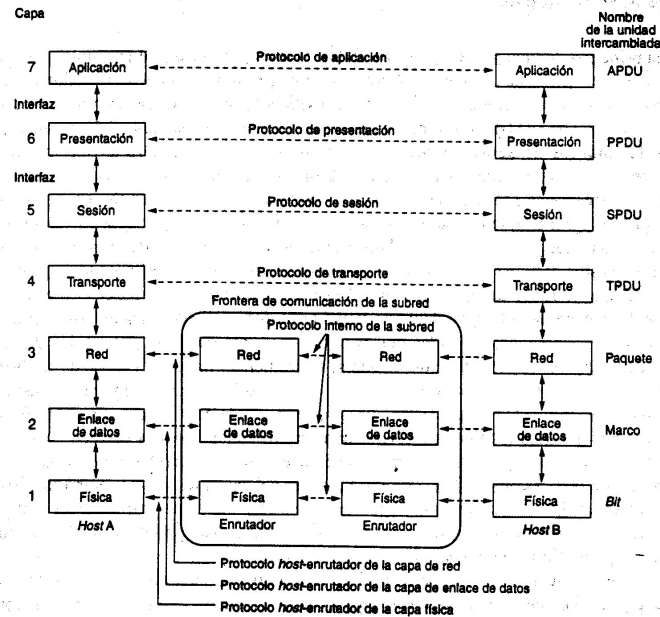 Capa
Nombre
de la unidad
intercambiada
7
Aplicación
Protocolo de aplicación
Aplicación
APDU
Interfaz
6
Presentación
Protocolo de presentación
Presentación
PPDU
Interfaz
5
Sesión
Protocolo de sesión
Sesión
SPDU
4
Transporte
Protocolo de transporte
Transporte
TPDU
Frontera de comunicación de la subred
Protocolo interno de la subred
3
Red
Red
Red
Red
Paquete
2
Enlace
de datos
Enlace
de datos
Enlace
de datos
Enlace
de datos
Marco
1
Física
Física
Física
Física
Bit
Host A
Enrutador
Enrutador
Host B
Protocolo host-enrutador de la capa de red
Protocolo host-enrutador de la capa de enlace de datos
Protocolo host-enrutador de la capa física